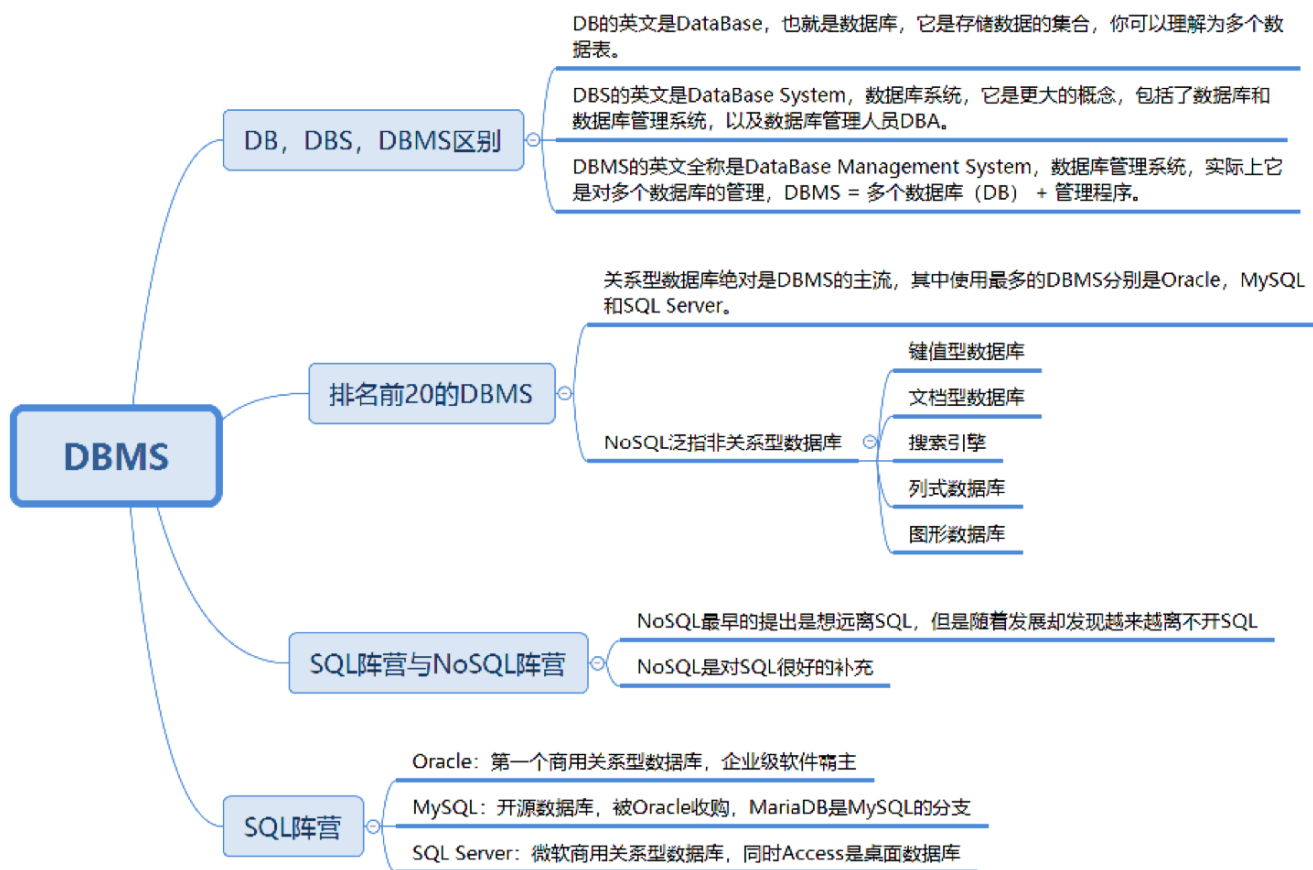 DB的英文是DataBase，也就是数据库，它是存储数据的集合，你可以理解为多个数
据表。
DBS的英文是DataBase System，数据库系统，它是更大的概念，包括了数据库和
数据库管理系统，以及数据库管理人员DBA。
DB，DBS，DBMS区别
DBMS的英文全称是DataBase Management System，数据库管理系统，实际上它
是对多个数据库的管理，DBMS = 多个数据库（DB） + 管理程序。
关系型数据库绝对是DBMS的主流，其中使用最多的DBMS分别是Oracle，MySQL
和SQL Server。
排名前20的DBMS
键值型数据库
文档型数据库
NoSQL泛指非关系型数据库
搜索引擎
列式数据库
图形数据库
DBMS
SQL阵营与NoSQL阵营
NoSQL最早的提出是想远离SQL，但是随着发展却发现越来越离不开SQL
NoSQL是对SQL很好的补充
SQL阵营
Oracle：第一个商用关系型数据库，企业级软件霸主
MySQL：开源数据库，被Oracle收购，MariaDB是MySQL的分支
SQL Server：微软商用关系型数据库，同时Access是桌面数据库